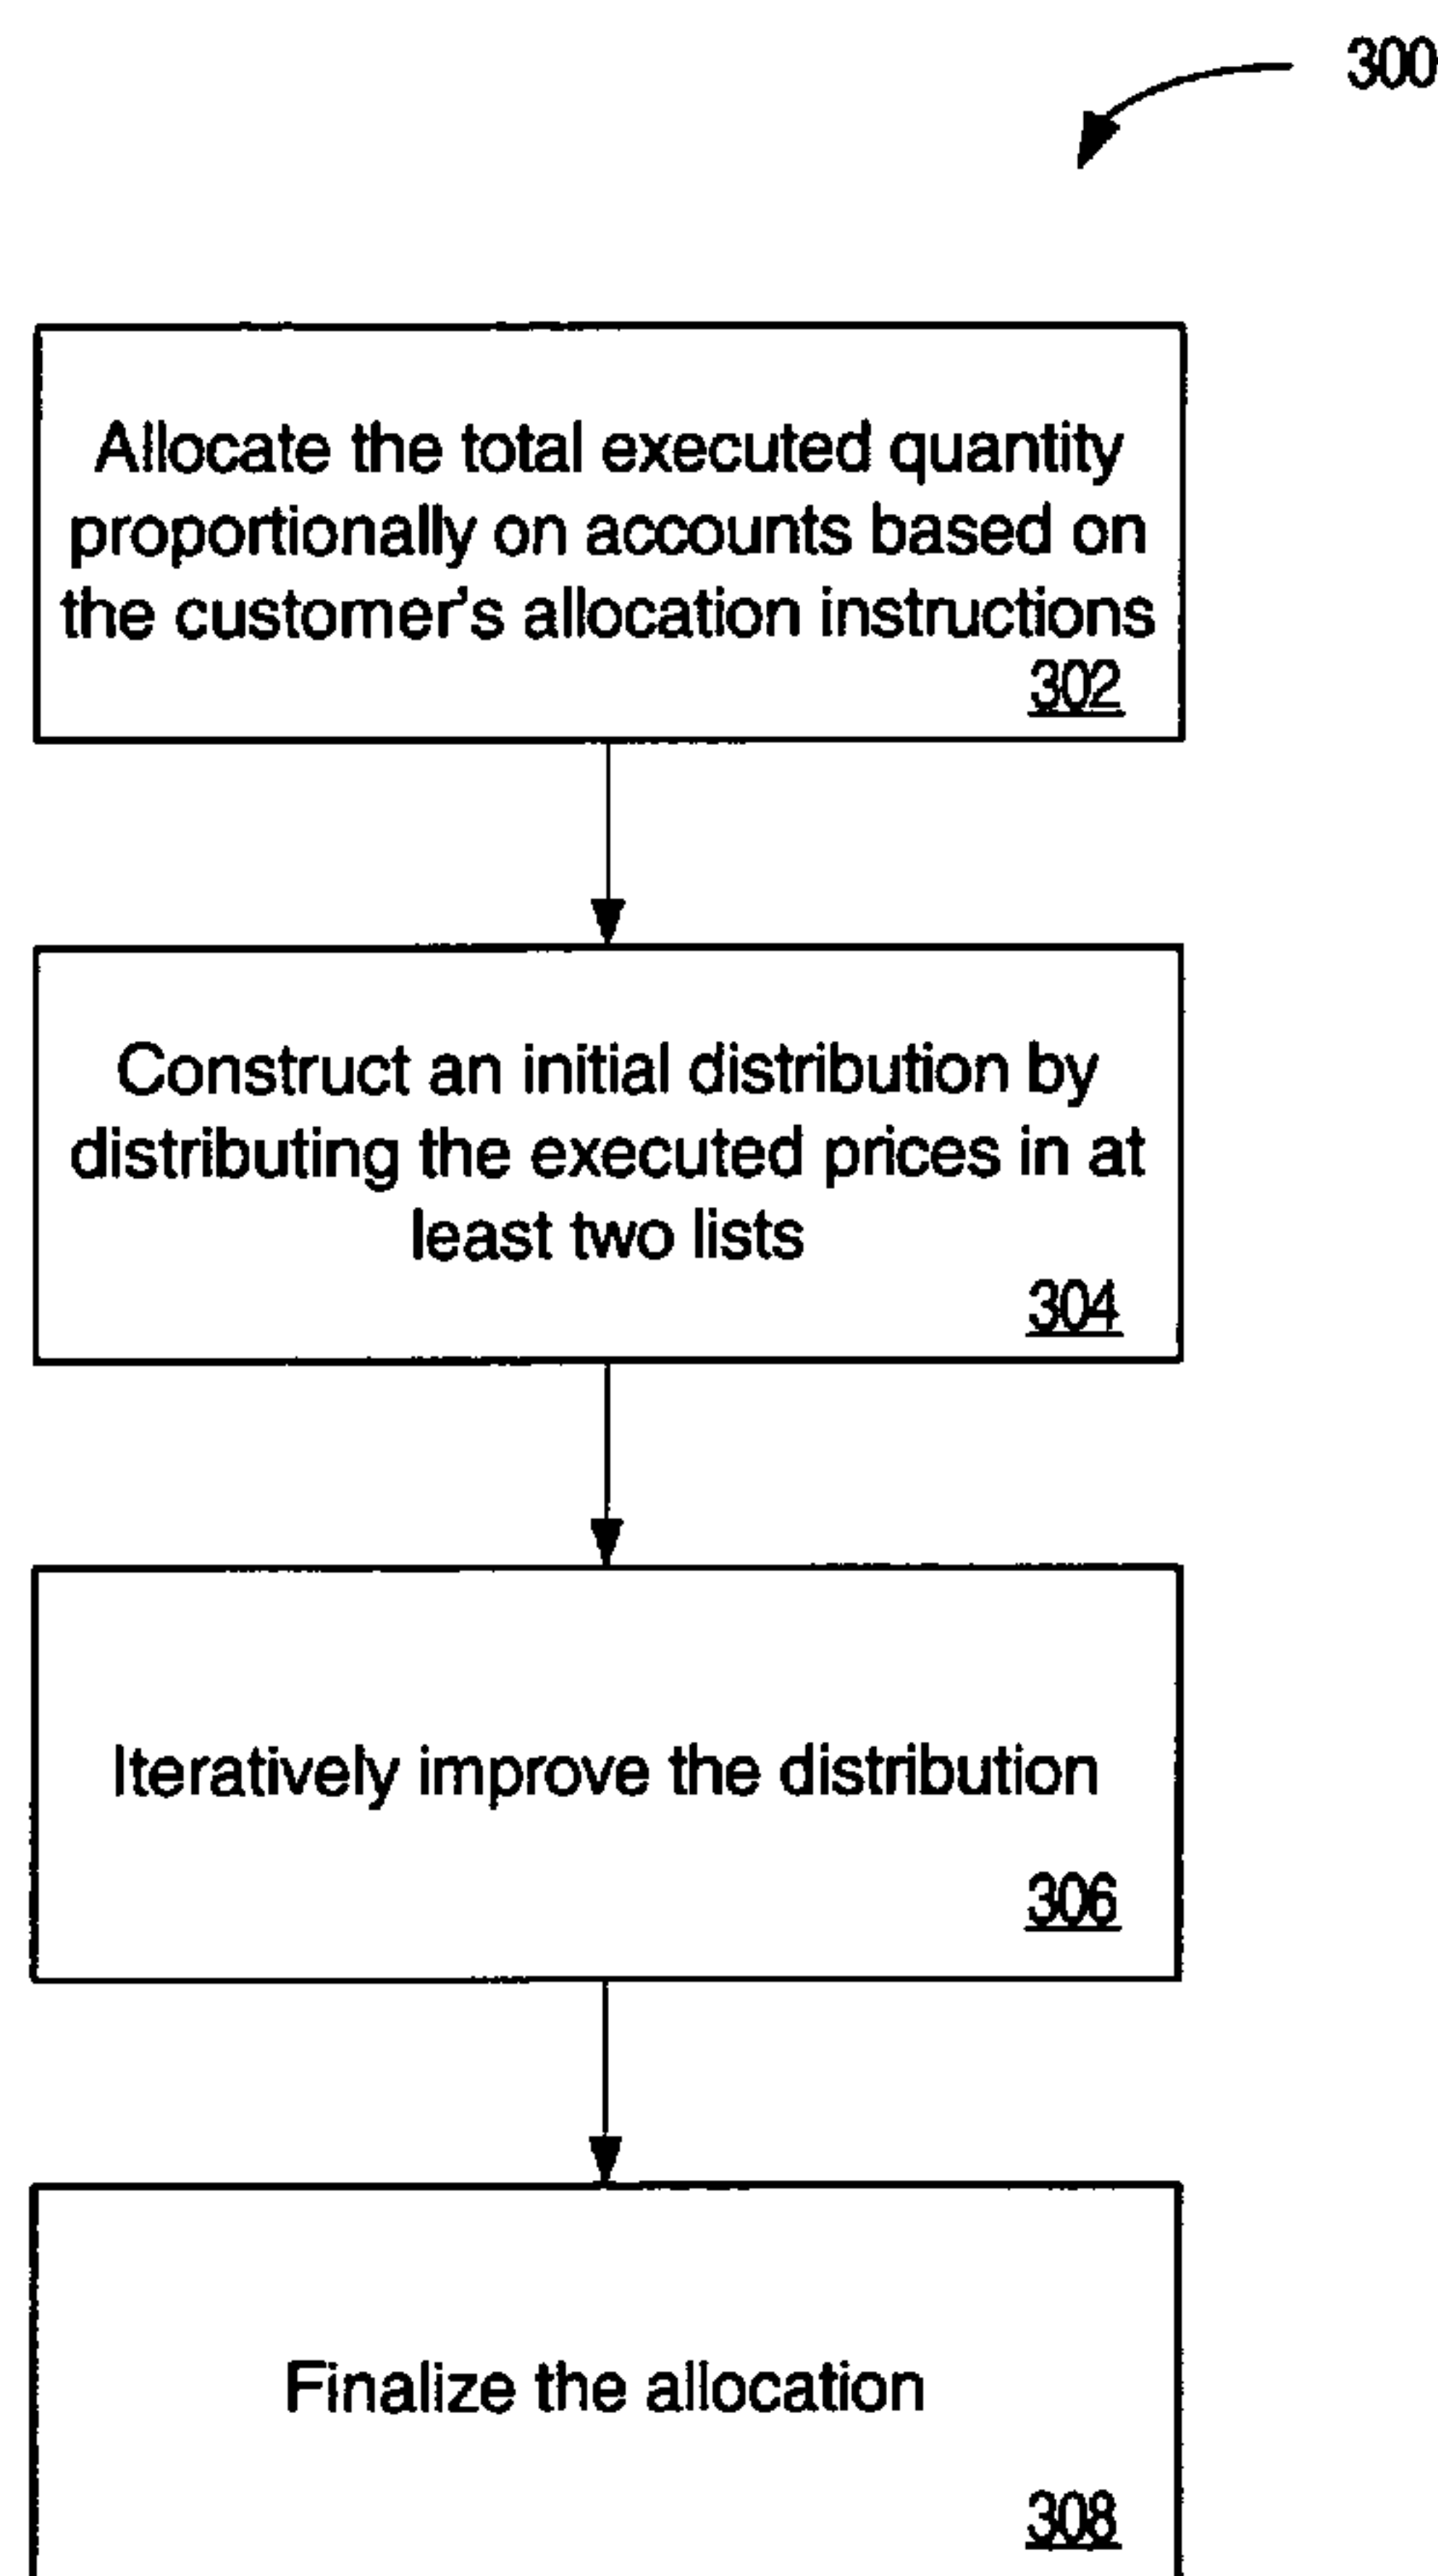 300
Allocate the total executed quantity
proportionally on accounts based on
the customer's allocation instructions
302
Construct an initial distribution by
distributing the executed prices in at
least two lists
304
Iteratively improve the distribution
306
Finalize the allocation
308